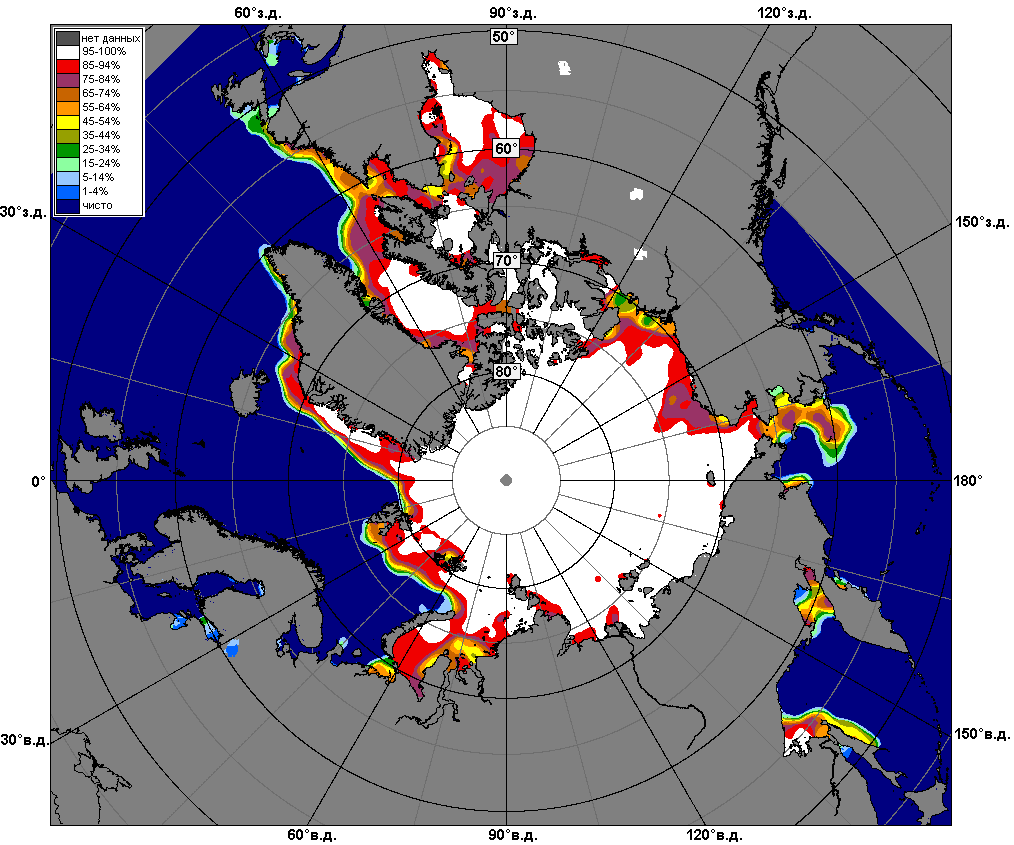 60°з.д.
90°з.д.
120°з.д.
50°
нет данных
95-100%
85-94%
75-84%
65-74%
55-64%
45-54%
35-44%
25-34%
15-24%
5-14%
1-4%
чисто
60°
30°з.д.
150°з.д.
70°
80°
0°
180°
30°в.д.
150°в.д.
60°в.д.
90°в.д.
120°в.д.